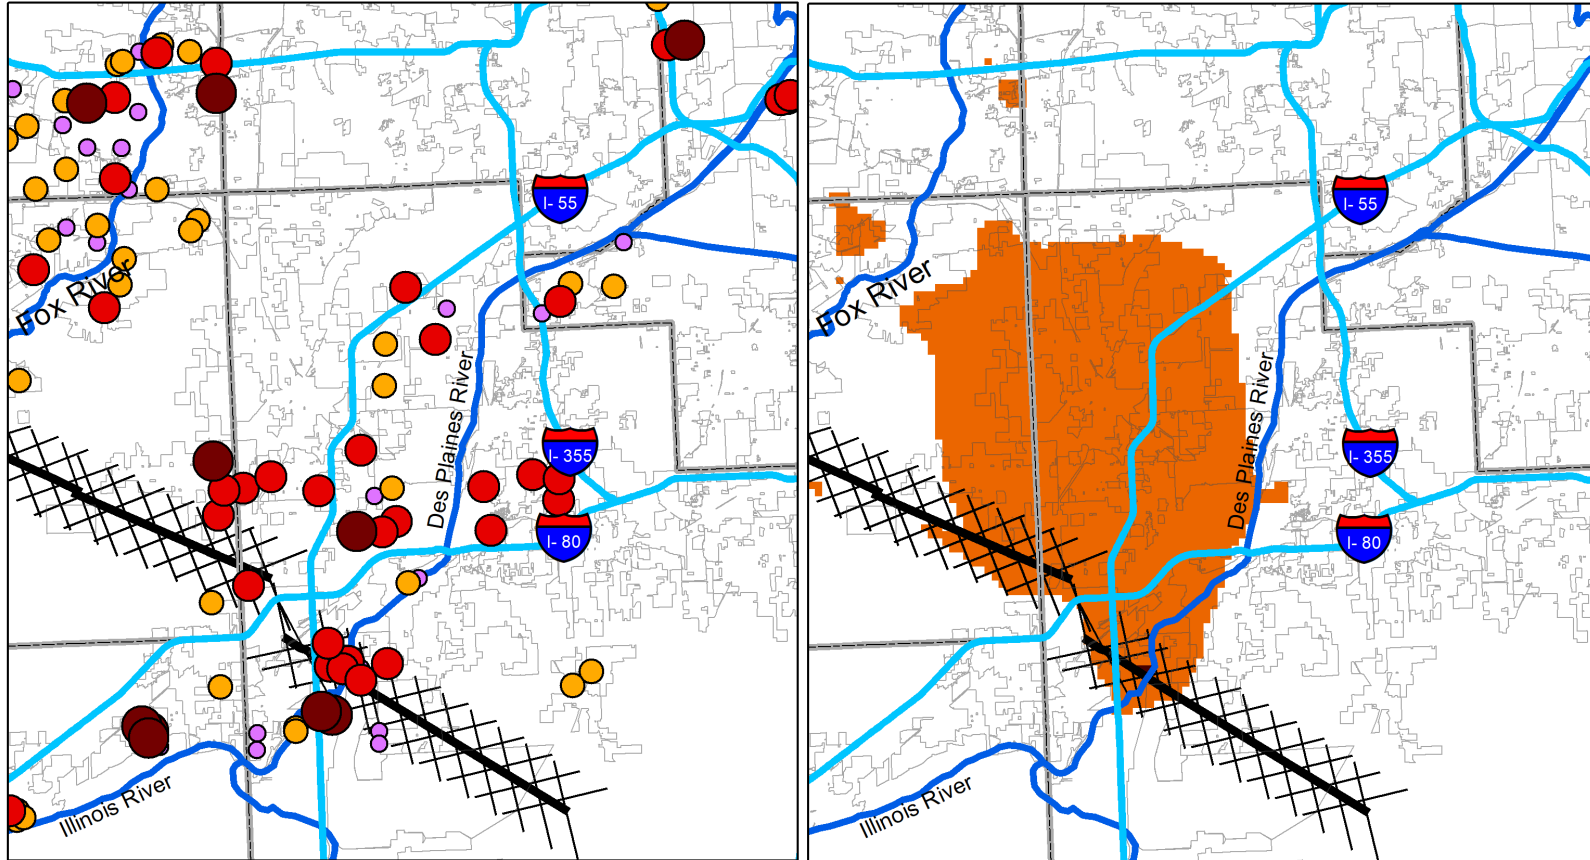 I- 55
Fox River
Des Plaines River
I- 355
I- 80
Illinois River
I- 55
Fox River
Des Plaines River
I- 355
I- 80
Illinois River